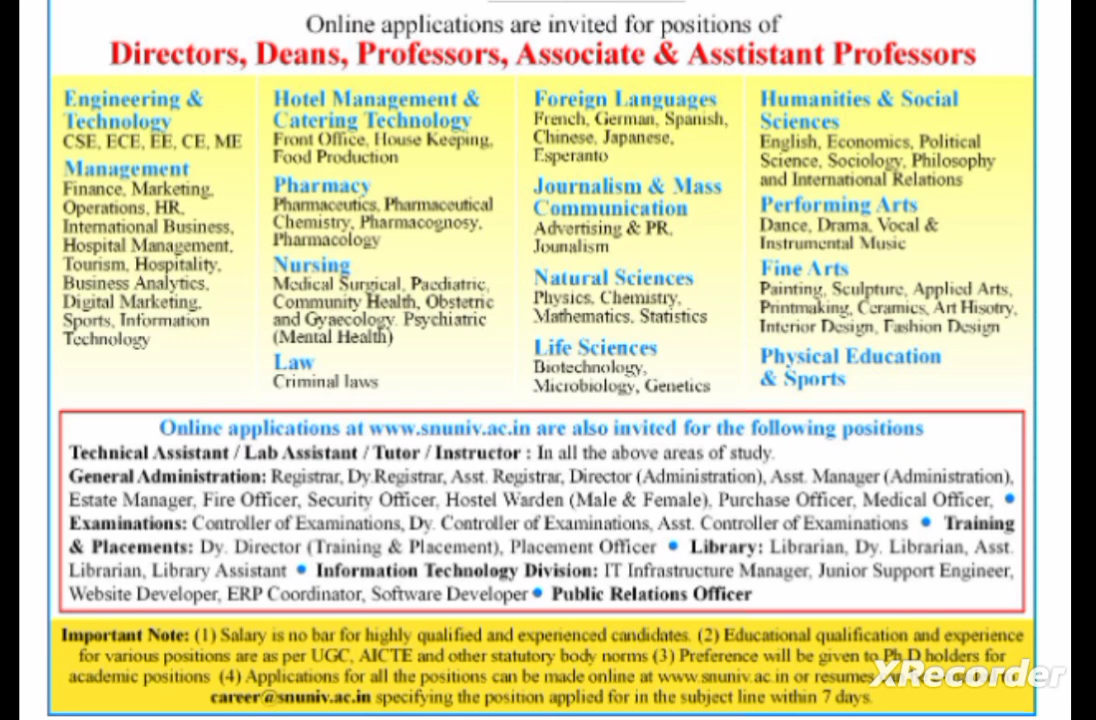 Online applications are invited for positions of
Directors, Deans, Professors, Associate & Asstistant Professors
Engineering &
Technology
CSE, ECE, EE, CE, ME
Management
Finance, Marketing,
Operations, HR,
International Business,
Hospital Management,
Tourism, Hospitality,
Business Analytics,
Digital Marketing,
Sports, Information
Technology
Hotel Management &
Catering Technology
Front Office, House Keeping,
Food Production
Pharmacy
Pharmaceutics, Pharmaceutical
Chemistry, Pharmacognosy,
Pharmacology
Nursing
Medical Surgical, Paediatric,
Community Health, Obstetric
and Gyaecology. Psychiatric
(Mental Health)
Law
Criminal laws
Foreign Languages
French, German, Spanish,
Chinese, Japanese,
Esperanto
Journalism & Mass
Communication
Advertising & PR,
Jounalism
Natural Sciences
Physics, Chemistry,
Mathematics, Statistics
Life Sciences
Biotechnology,
Microbiology, Genetics
Humanities & Social
Sciences
English, Economics, Political
Science, Sociology, Philosophy
and International Relations
Performing Arts
Dance, Drama, Vocal &
Instrumental Music
Fine Arts
Painting, Sculpture, Applied Arts,
Printmaking, Ceramics, Art Hisotry,
Interior Design, Fashion Design
Physical Education
& Sports
Online applications at www.snuniv.ac.in are also invited for the following positions
Technical Assistant / Lab Assistant / Tutor / Instructor : In all the above areas of study.
General Administration: Registrar, Dy.Registrar, Asst. Registrar, Director (Administration), Asst. Manager (Administration),
Estate Manager, Fire Officer, Security Officer, Hostel Warden (Male & Female), Purchase Officer, Medical Officer, •
Examinations: Controller of Examinations, Dy. Controller of Examinations, Asst. Controller of Examinations • Training
& Placements: Dy. Director (Training & Placement), Placement Officer • Library: Librarian, Dy. Librarian, Asst.
Librarian, Library Assistant • Information Technology Division: IT Infrastructure Manager, Junior Support Engineer,
Website Developer, ERP Coordinator, Software Developer • Public Relations Officer
Important Note: (1) Salary is no bar for highly qualified and experienced candidates. (2) Educational qualification and experience
for various positions are as per UGC, AICTE and other statutory body norms (3) Preference will be given to Ph.D holders for
academic positions (4) Applications for all the positions can be made online at www.snuniv.ac.in or resumes
career@snuniv.ac.in specifying the position applied for in the subject line within 7 days.
XRecorder